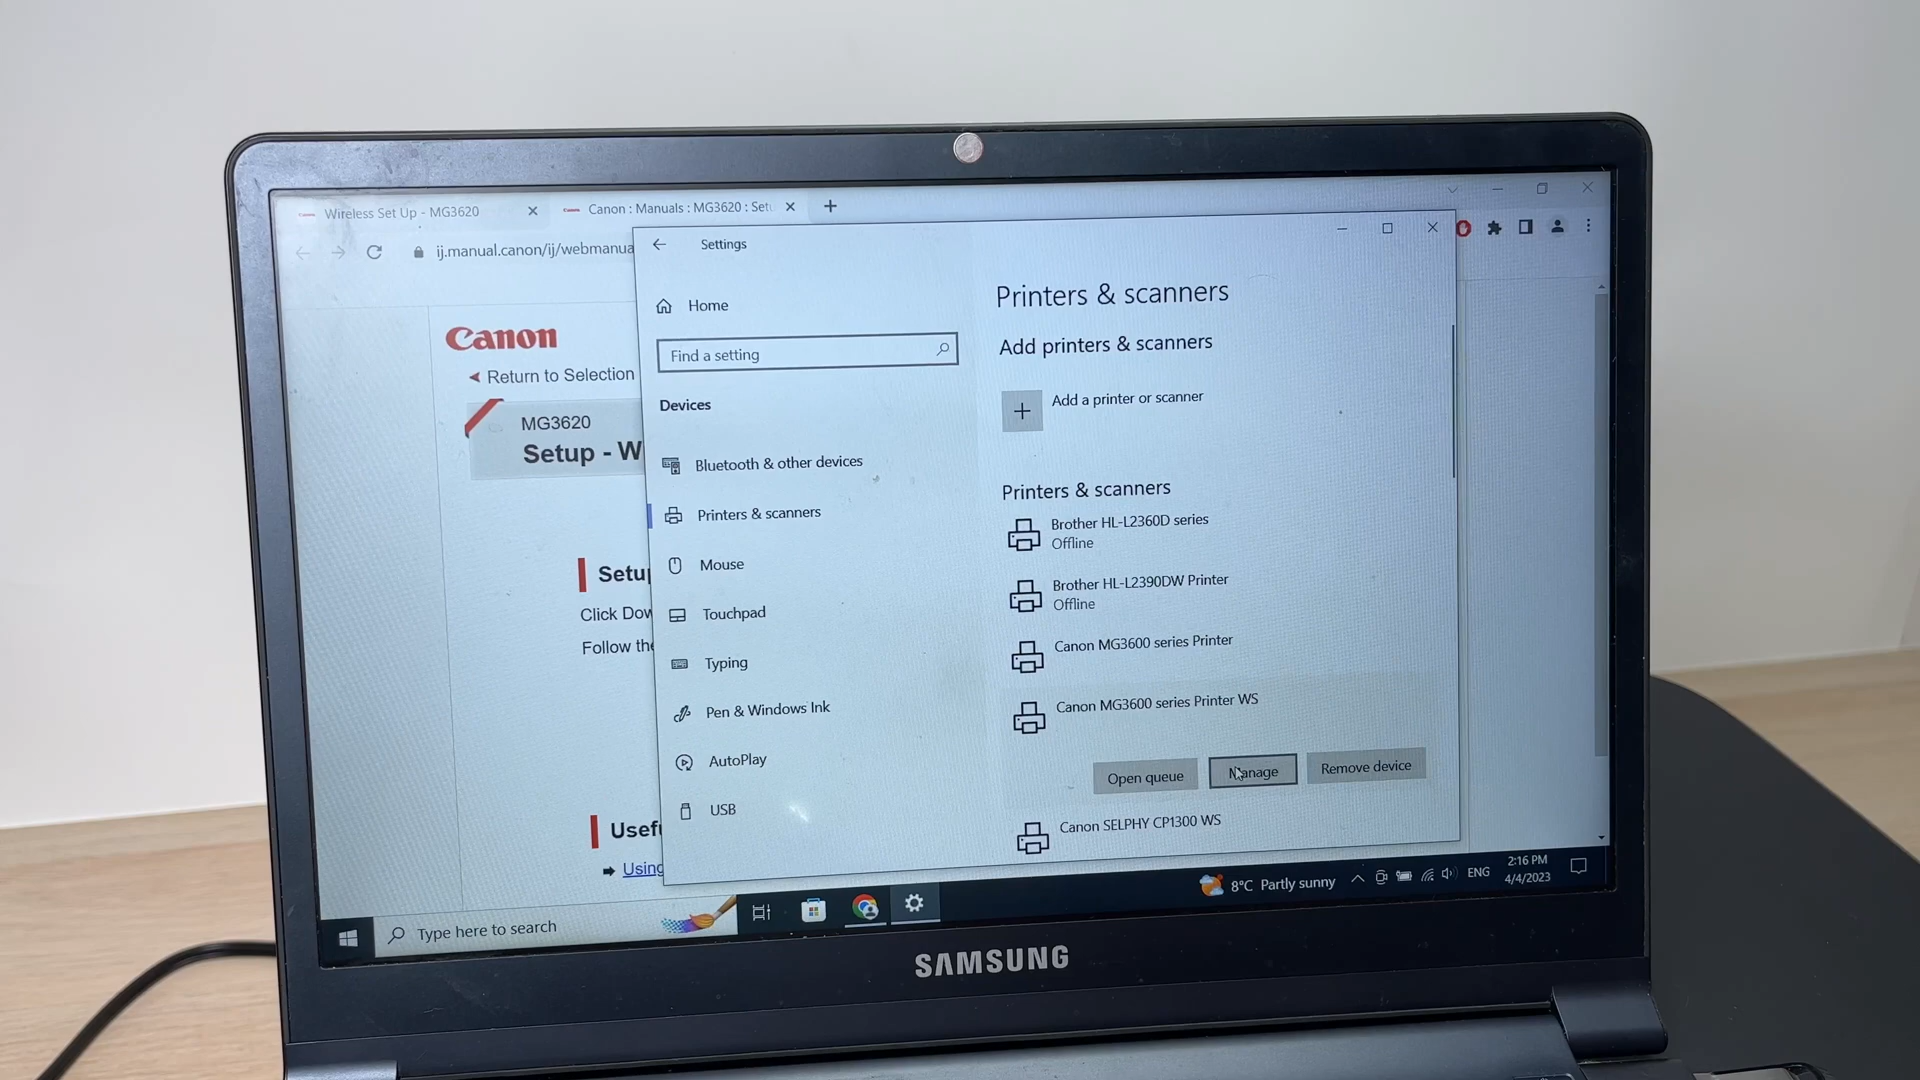 Wireless Set Up - MG3620
Canon : Manuals : MG3620 : Set
ij.manual.canon/ij/webmanua
Canon
Return to Selection
MG3620
Setup - W
Setu
Click Dow
Follow the
Usef
Using
Settings
Home
Find a setting
Devices
Bluetooth & other devices
Printers & scanners
Mouse
Touchpad
Typing
Pen & Windows Ink
AutoPlay
USB
Printers & scanners
Add printers & scanners
Add a printer or scanner
Printers & scanners
Brother HL-L2360D series
Offline
Brother HL-L2390DW Printer
Offline
Canon MG3600 series Printer
Canon MG3600 series Printer WS
Open queue
Manage
Remove device
Canon SELPHY CP1300 WS
Type here to search
8°C Partly sunny
ENG
2:16 PM
4/4/2023
SAMSUNG